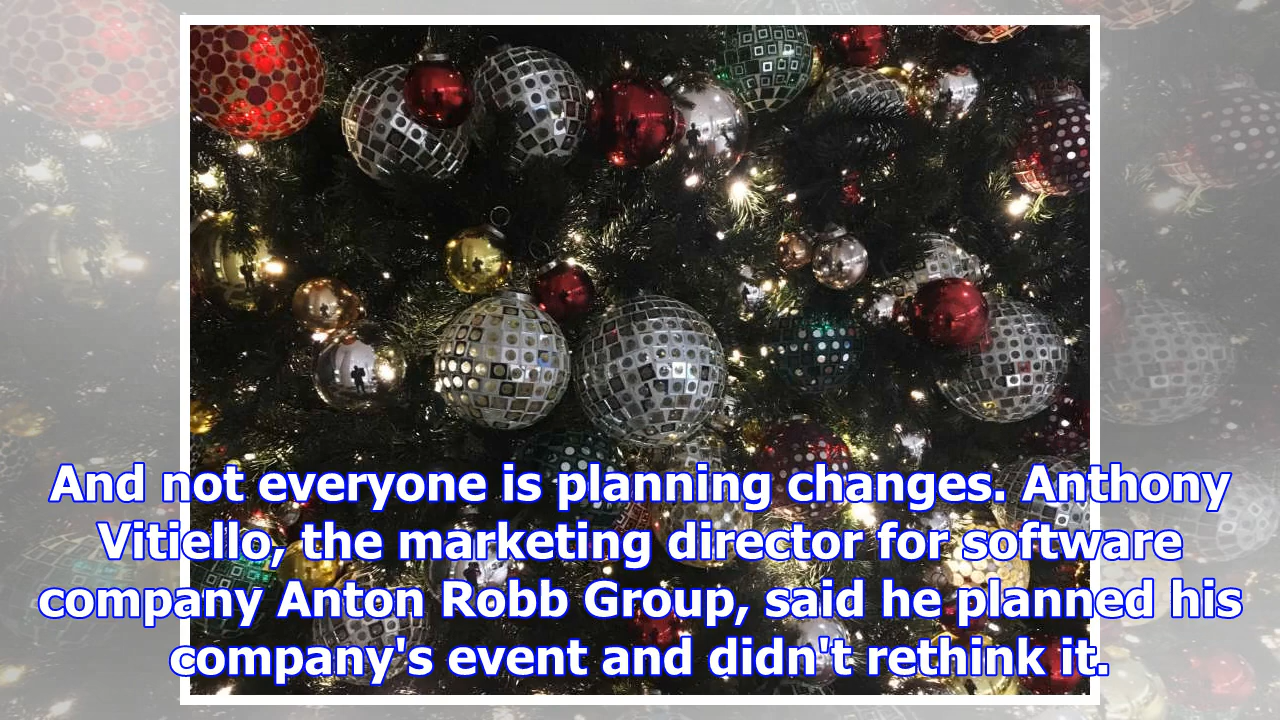 And not everyone is planning changes. Anthony
Vitiello, the marketing director for software
company Anton Robb Group, said he planned his
company's event and didn't rethink it.